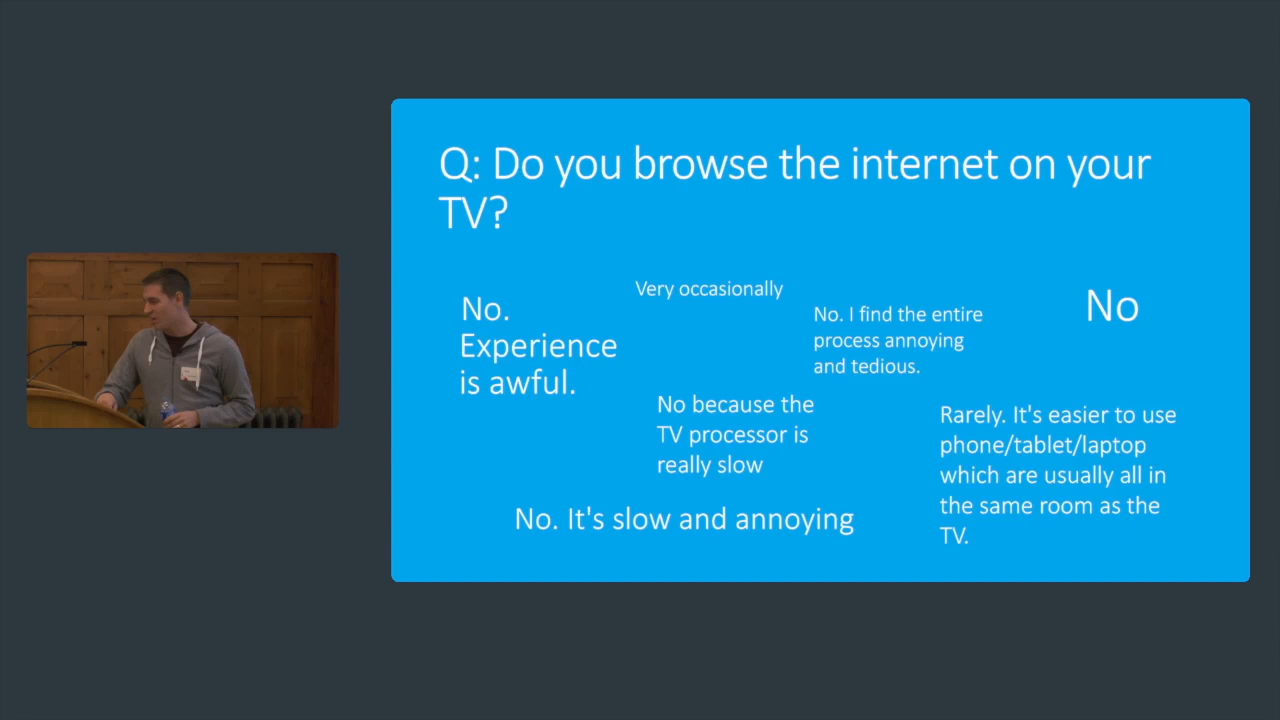 Q: Do you browse the internet on your
TV?
No.
Experience
is awful.
Very occasionally
No. I find the entire
process annoying
and tedious.
No
No because the
TV processor is
really slow
Rarely. It's easier to use
phone/tablet/laptop
which are usually all in
the same room as the
TV.
No. It's slow and annoying